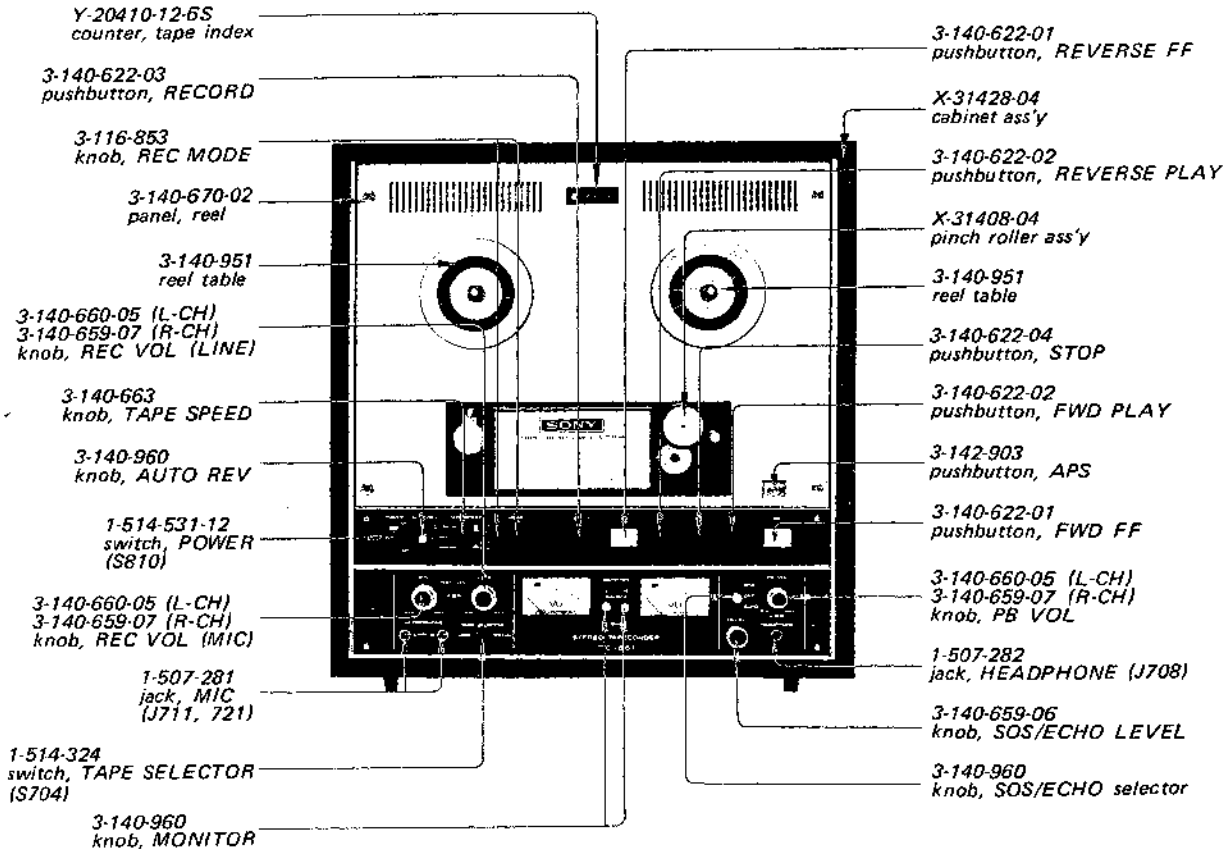 Y-20410-12-6S
counter, tape index
3-140-622-03
pushbutton, RECORD
3-116-853
knob, REC MODE
3-140-670-02
panel, reel
3-140-951
reel table
3-140-660-05 (L-CH)
3-140-659-07 (R-CH)
knob, REC VOL (LINE)
3-140-663
knob, TAPE SPEED
3-140-960
knob, AUTO REV
1-514-531-12
switch, POWER
(S810)
3-140-660-05 (L-CH)
3-140-659-07 (R-CH)
knob, REC VOL (MIC)
1-507-281
jack, MIC
(J711, 721)
1-514-324
switch, TAPE SELECTOR
(S704)
3-140-960
knob, MONITOR
SONY
VU
STEREO TAPECORDER
3-140-622-01
pushbutton, REVERSE FF
X-31428-04
cabinet ass'y
3-140-622-02
pushbutton, REVERSE PLAY
X-31408-04
pinch roller ass'y
3-140-951
reel table
3-140-622-04
pushbutton, STOP
3-140-622-02
pushbutton, FWD PLAY
3-142-903
pushbutton, APS
3-140-622-01
pushbutton, FWD FF
3-140-660-05 (L-CH)
3-140-659-07 (R-CH)
knob, PB VOL
1-507-282
jack, HEADPHONE (J708)
3-140-659-06
knob, SOS/ECHO LEVEL
3-140-960
knob, SOS/ECHO selector